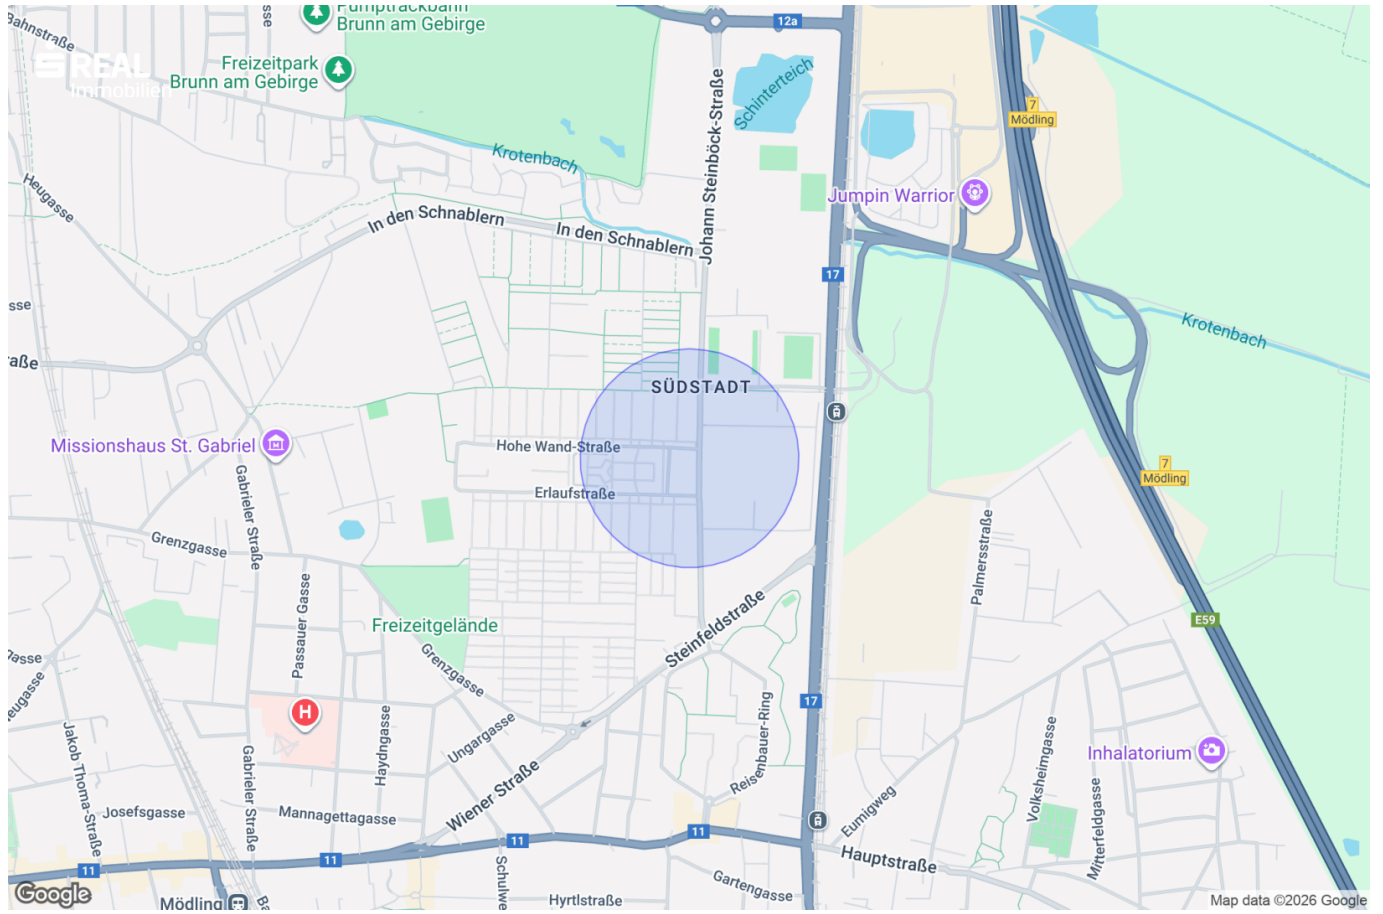 Pumptrackbahn
Brunn am Gebirge
12a
Bahnstraße
REAL
Immobilien
Freizeitpark
Brunn am Gebirge
Schinterteich
Johann Steinböck-Straße
7
Mödling
Krotenbach
Jumpin Warrior
Heugasse
In den Schnablern
In den Schnablern
17
Krotenbach
SÜDSTADT
Missionshaus St. Gabriel
Hohe Wand-Straße
7
Mödling
Erlaufstraße
Gabrieler Straße
Grenzgasse
Palmersstraße
Passauer Gasse
Freizeitgelände
Steinfeldstraße
E59
Grenzgasse
17
H
Haydngasse
Ungargasse
Reisenbauer-Ring
Volksheimgasse
Inhalatorium
Jakob Thoma-Straße
Gabrieler Straße
Wiener Straße
Eumigweg
Mitterfeldgasse
Josefsgasse
Mannagettagasse
11
11
11
11
Hauptstraße
Gartengasse
Hyrtlstraße
Mödling
Google
Map data ©2026 Google